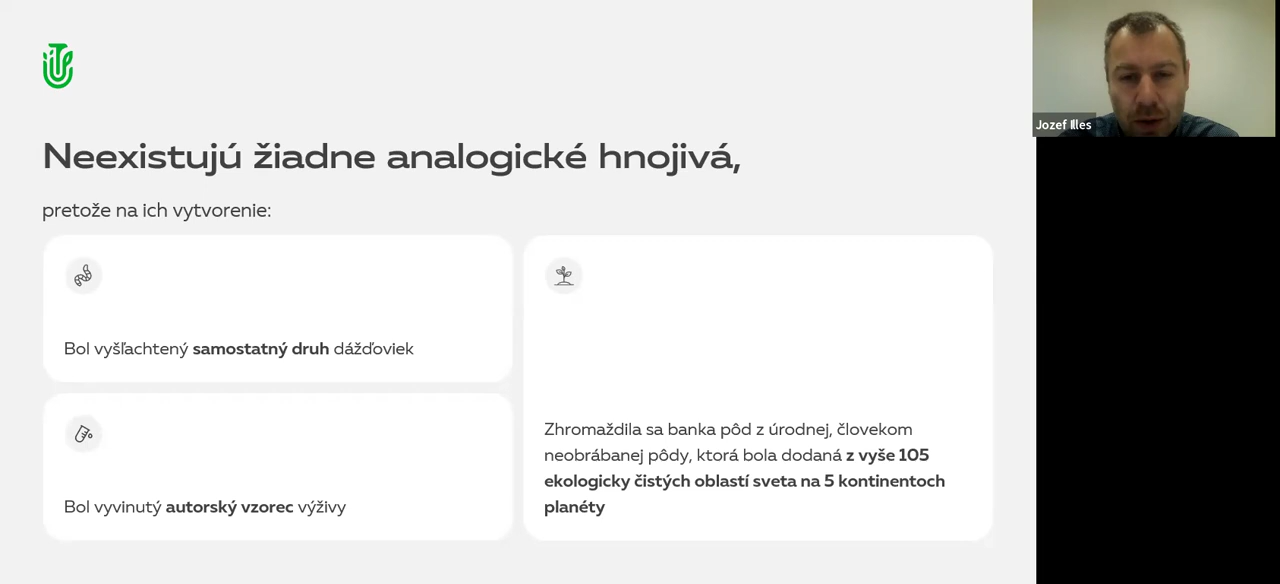 Neexistujú žiadne analogické hnojivá,
pretože na ich vytvorenie:
Bol vyšľachtený samostatný druh dážďoviek
Bol vyvinutý autorský vzorec výživy
Zhromaždila sa banka pôd z úrodnej, človekom
neobrábanej pôdy, ktorá bola dodaná z vyše 105
ekologicky čistých oblastí sveta na 5 kontinentoch
planéty
Jozef Illes